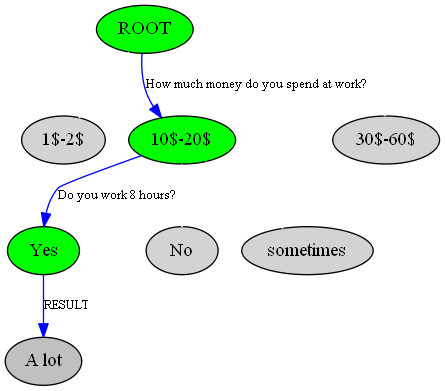 ROOT
How much money do you spend at work?
1$-2$
10$-20$
30$-60$
Do you work 8 hours?
Yes
No
sometimes
RESULT
A lot